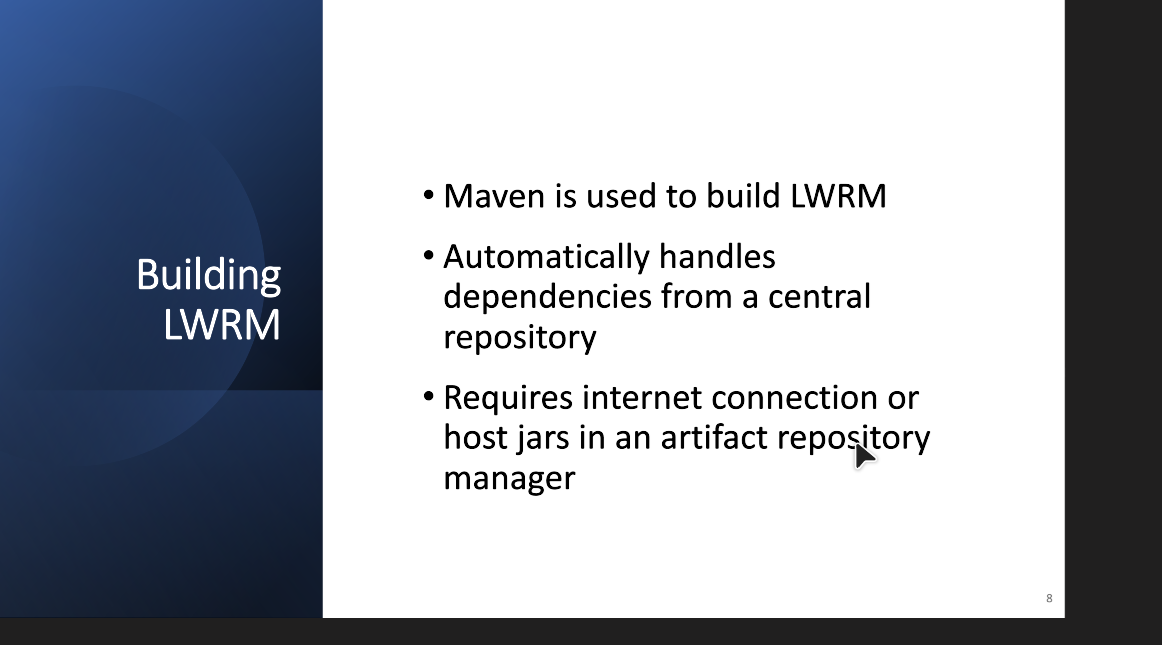 Building
LWRM
• Maven is used to build LWRM
• Automatically handles
dependencies from a central
repository
• Requires internet connection or
host jars in an artifact repository
manager
8